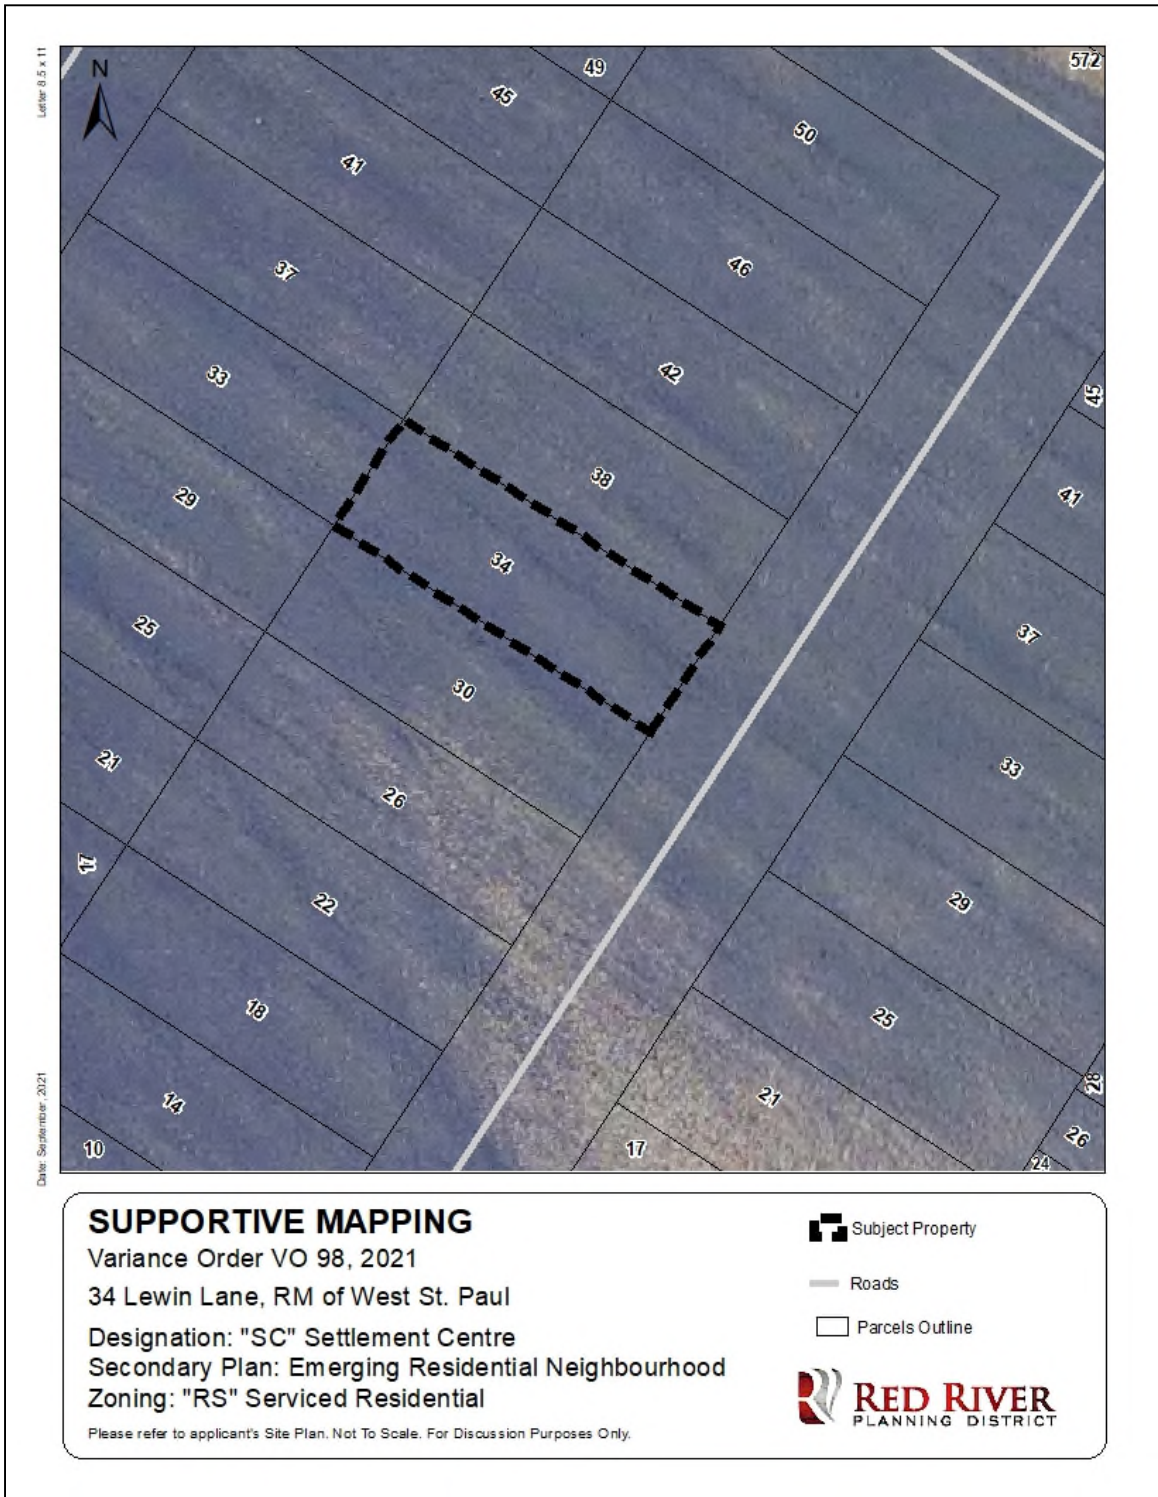 Letter 8.5 x 11
N
49
572
45
50
41
46
37
42
33
45
38
29
41
34
25
37
30
21
33
26
17
29
22
18
25
28
21
14
26
10
17
24
Date: September, 2021
SUPPORTIVE MAPPING
Variance Order VO 98, 2021
34 Lewin Lane, RM of West St. Paul
Designation: "SC" Settlement Centre
Secondary Plan: Emerging Residential Neighbourhood
Zoning: "RS" Serviced Residential
Please refer to applicant's Site Plan. Not To Scale. For Discussion Purposes Only.
Subject Property
Roads
Parcels Outline
RED RIVER
PLANNING DISTRICT